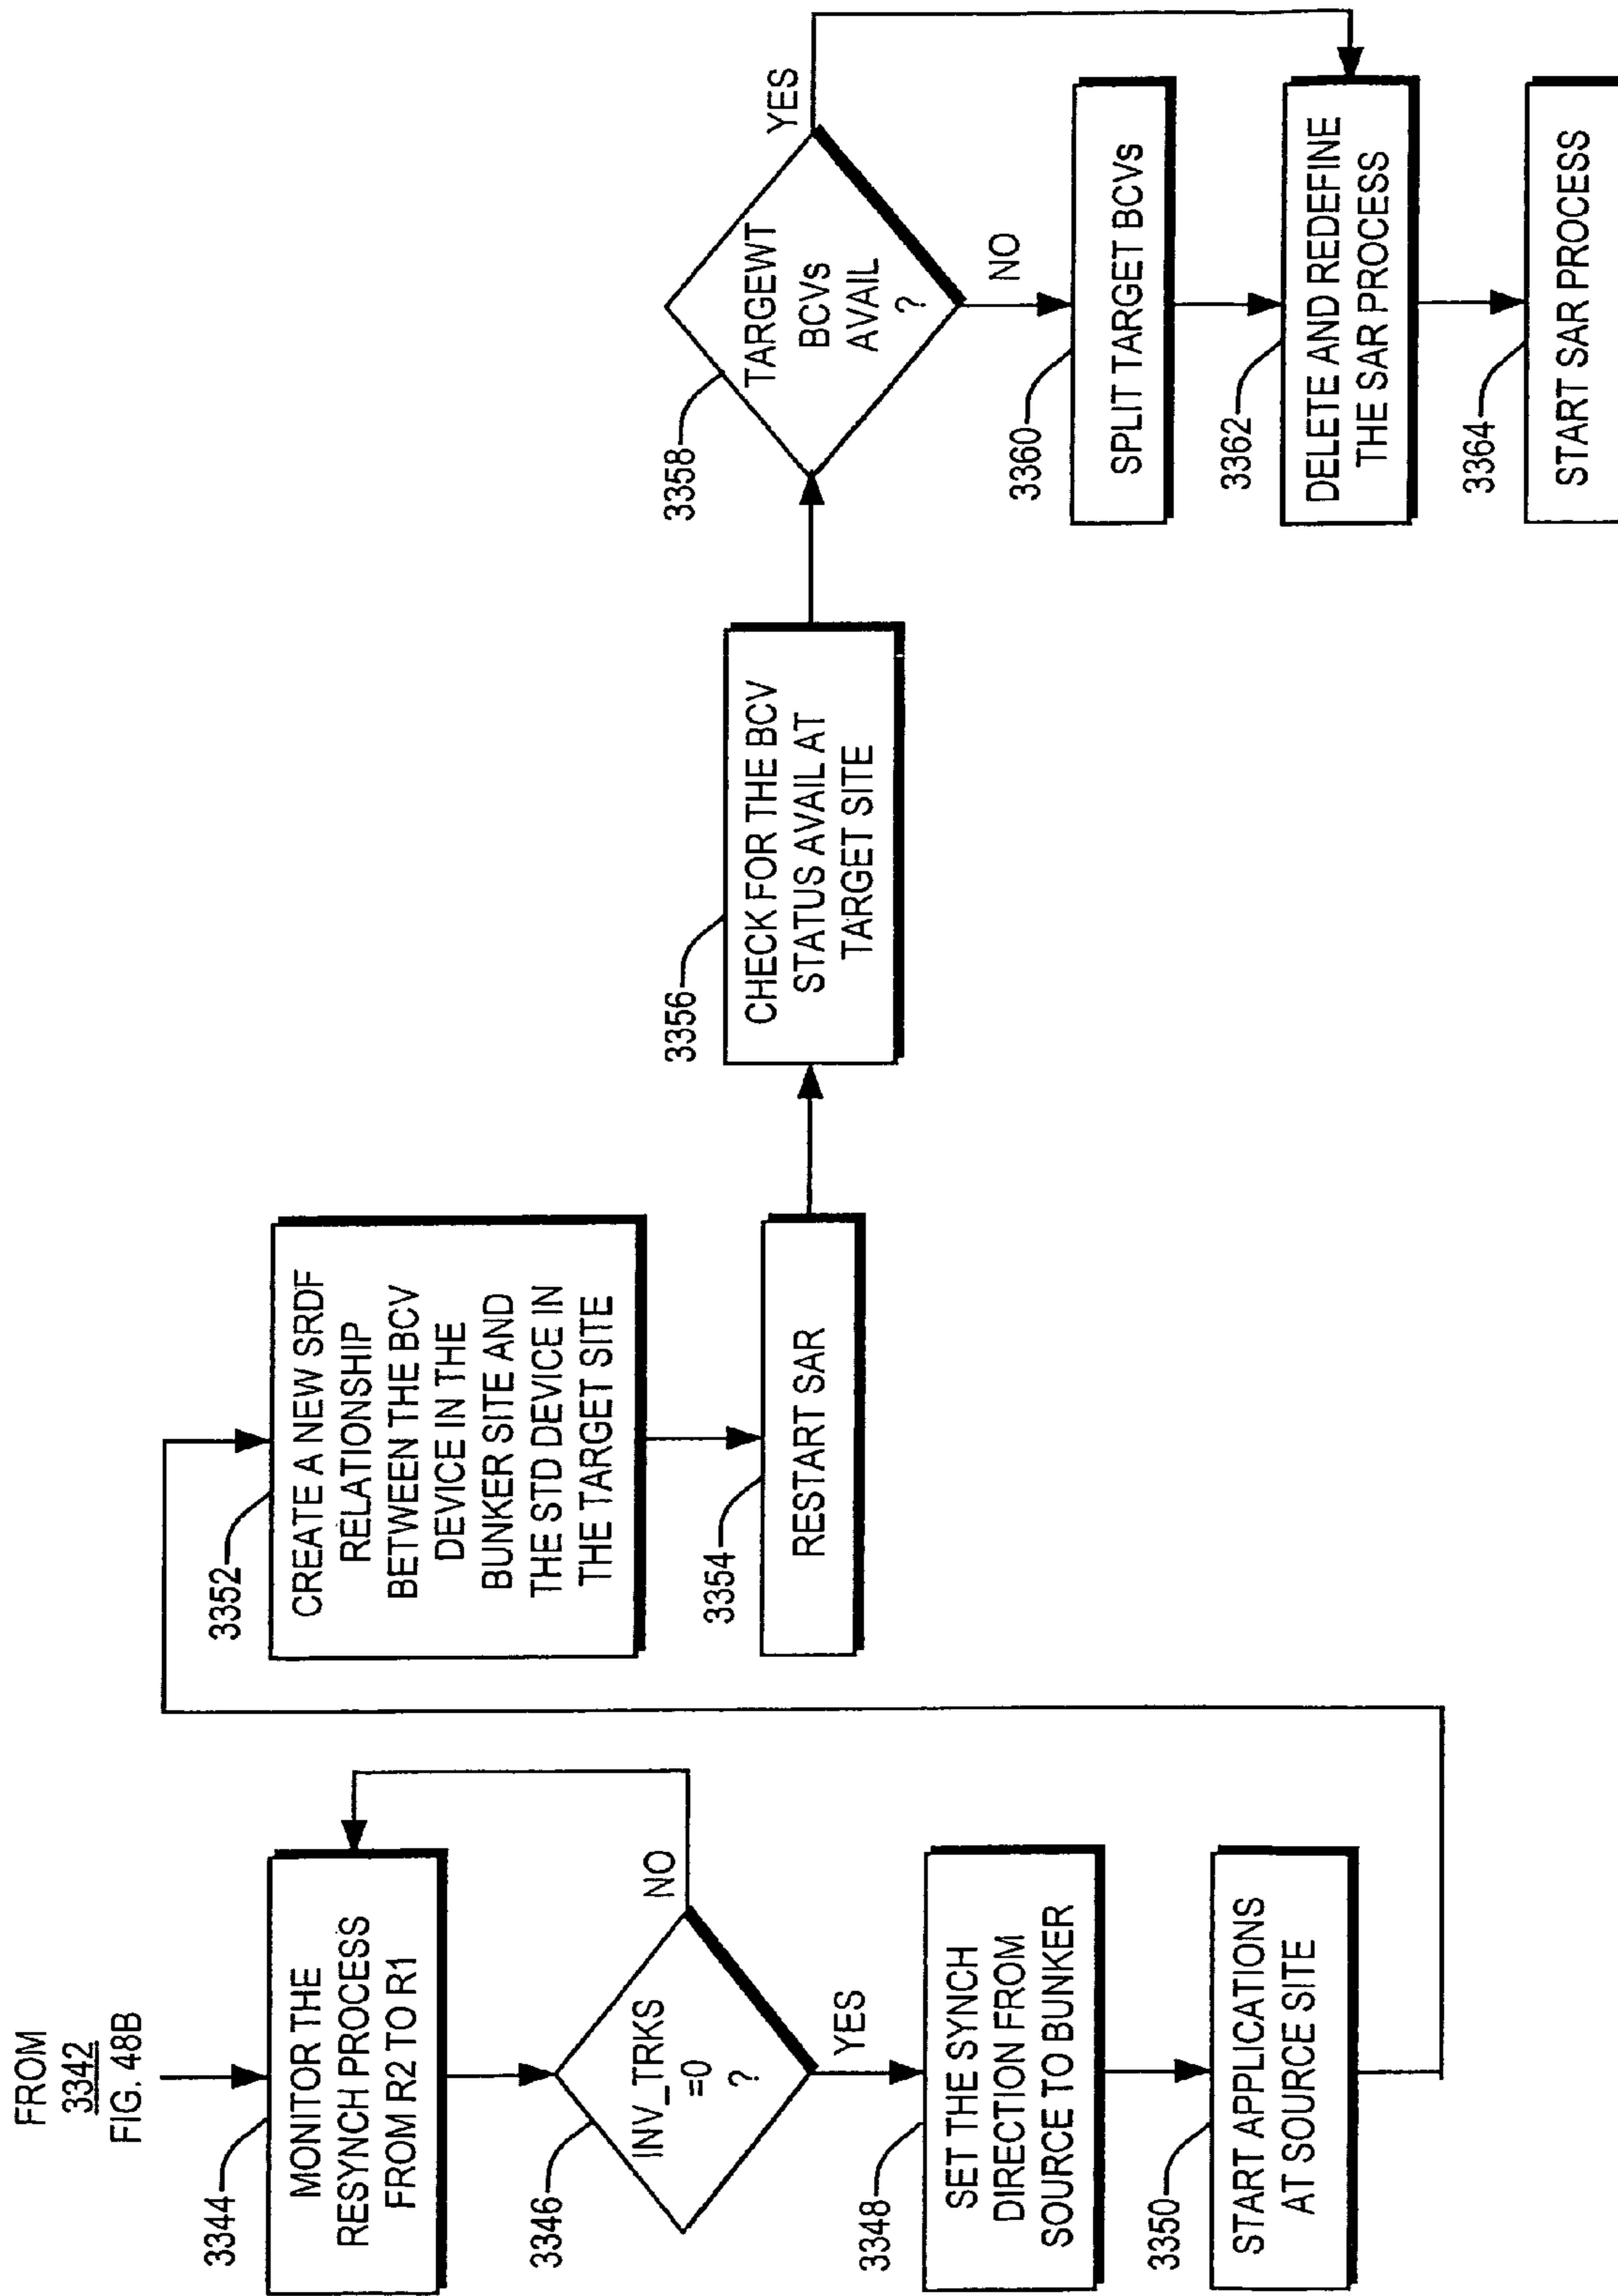 FROM
3342
FIG. 48B
3344
MONITOR THE
RESYNCH PROCESS
FROM R2 TO R1
3346
INV_TRKS
=0
?
NO
YES
3348
SET THE SYNCH
DIRECTION FROM
SOURCE TO BUNKER
3350
START APPLICATIONS
AT SOURCE SITE
3352
CREATE A NEW SRDF
RELATIONSHIP
BETWEEN THE BCV
DEVICE IN THE
BUNKER SITE AND
THE STD DEVICE IN
THE TARGET SITE
3354
RESTART SAR
3356
CHECK FOR THE BCV
STATUS AVAIL AT
TARGET SITE
3358
TARGEWT
BCVs
AVAIL
?
YES
NO
3360
SPLIT TARGET BCVs
3362
DELETE AND REDEFINE
THE SAR PROCESS
3364
START SAR PROCESS